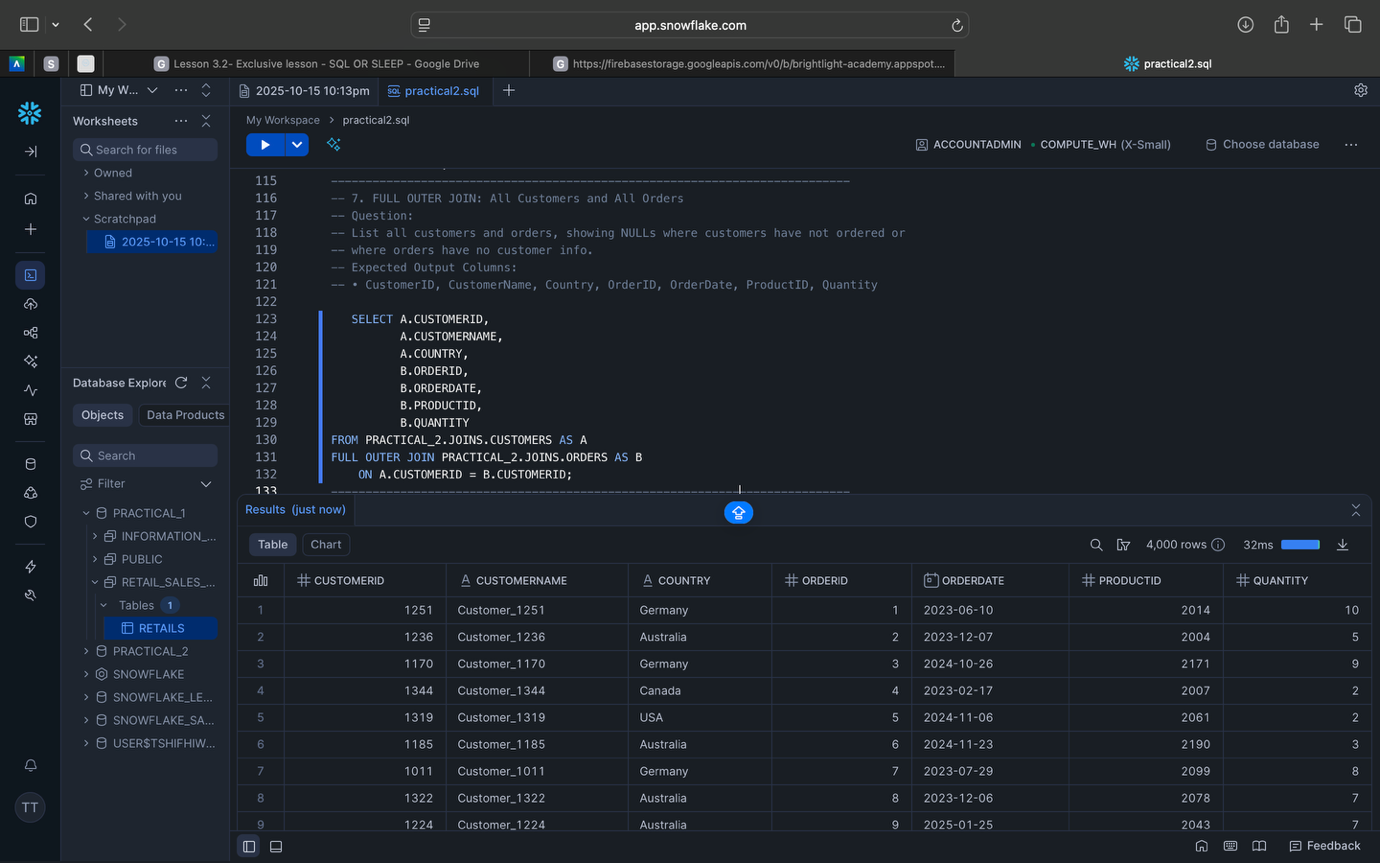 app.snowflake.com
S
G Lesson 3.2- Exclusive lesson - SQL OR SLEEP - Google Drive
G https://firebasestorage.googleapis.com/v0/b/brightlight-academy.appspot....
practical2.sql
My W...
2025-10-15 10:13pm
SQL practical2.sql
Worksheets
My Workspace > practical2.sql
Search for files
ACCOUNTADMIN • COMPUTE_WH (X-Small)
Choose database
Owned
Shared with you
Scratchpad
2025-10-15 10:...
115 --------------------------------------------------------------------------
116 -- 7. FULL OUTER JOIN: All Customers and All Orders
117 -- Question:
118 -- List all customers and orders, showing NULLs where customers have not ordered or
119 -- where orders have no customer info.
120 -- Expected Output Columns:
121 -- • CustomerID, CustomerName, Country, OrderID, OrderDate, ProductID, Quantity
122
123 SELECT A.CUSTOMERID,
124 A.CUSTOMERNAME,
125 A.COUNTRY,
126 B.ORDERID,
127 B.ORDERDATE,
128 B.PRODUCTID,
129 B.QUANTITY
130 FROM PRACTICAL_2.JOINS.CUSTOMERS AS A
131 FULL OUTER JOIN PRACTICAL_2.JOINS.ORDERS AS B
132 ON A.CUSTOMERID = B.CUSTOMERID;
133 --------------------------------------------------------------------------
Database Explore
Objects
Data Products
Search
Filter
PRACTICAL_1
INFORMATION_...
PUBLIC
RETAIL_SALES_...
Tables 1
RETAILS
PRACTICAL_2
SNOWFLAKE
SNOWFLAKE_LE...
SNOWFLAKE_SA...
USER$TSHIFHIW...
TT
Results (just now)
Table
Chart
4,000 rows
32ms
# CUSTOMERID A CUSTOMERNAME A COUNTRY # ORDERID ORDERDATE # PRODUCTID # QUANTITY
1 1251 Customer_1251 Germany 1 2023-06-10 2014 10
2 1236 Customer_1236 Australia 2 2023-12-07 2004 5
3 1170 Customer_1170 Germany 3 2024-10-26 2171 9
4 1344 Customer_1344 Canada 4 2023-02-17 2007 2
5 1319 Customer_1319 USA 5 2024-11-06 2061 2
6 1185 Customer_1185 Australia 6 2024-11-23 2190 3
7 1011 Customer_1011 Germany 7 2023-07-29 2099 8
8 1322 Customer_1322 Australia 8 2023-12-06 2078 7
9 1224 Customer_1224 Australia 9 2025-01-25 2043 7
Feedback